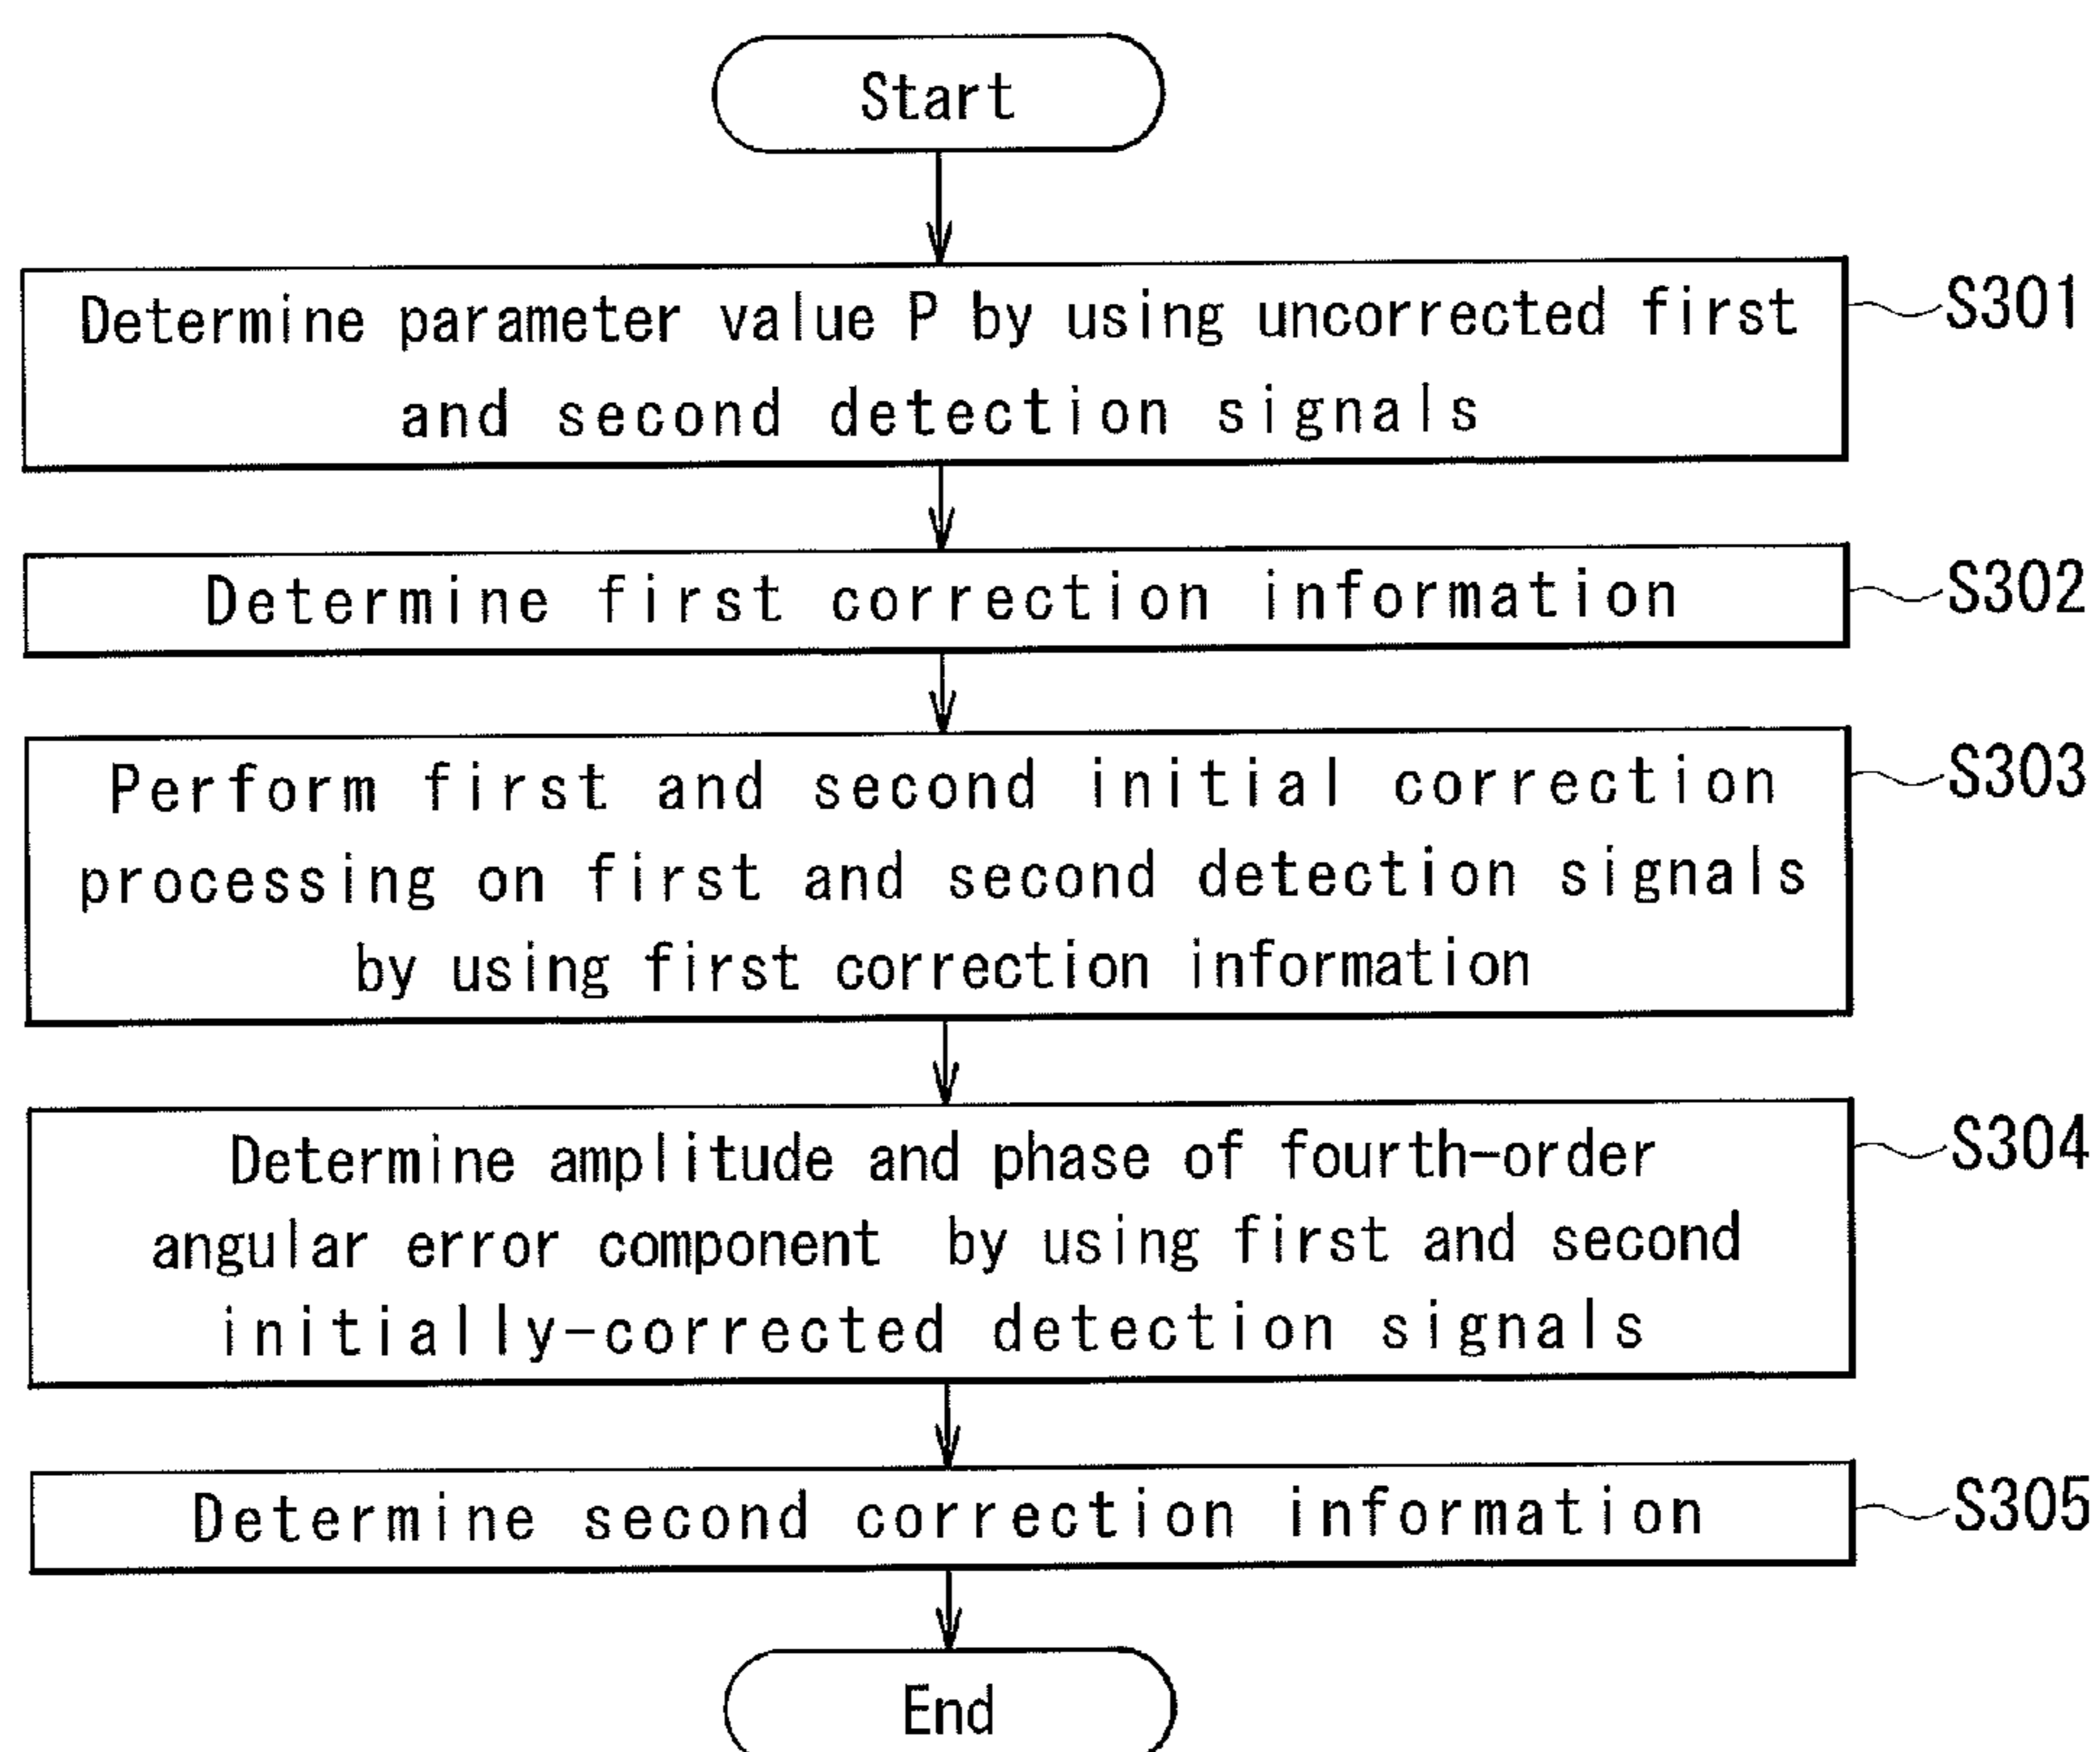 Start
Determine parameter value P by using uncorrected first
and second detection signals
S301
Determine first correction information
S302
Perform first and second initial correction
processing on first and second detection signals
by using first correction information
S303
Determine amplitude and phase of fourth-order
angular error component by using first and second
initially-corrected detection signals
S304
Determine second correction information
S305
End